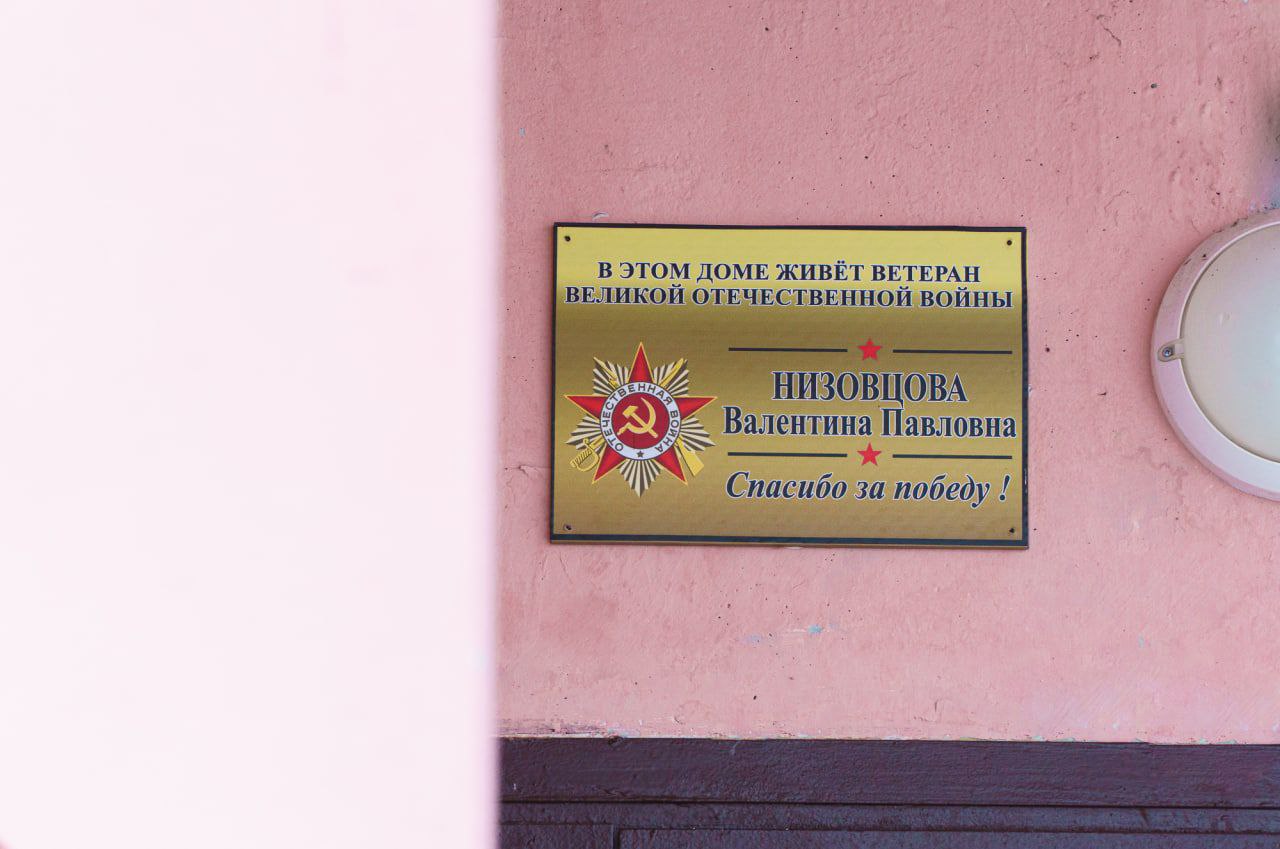 В ЭТОМ ДОМЕ ЖИВЁТ ВЕТЕРАН
ВЕЛИКОЙ ОТЕЧЕСТВЕННОЙ ВОЙНЫ
ОТЕЧЕСТВЕННАЯ ВОЙНА
НИЗОВЦОВА
Валентина Павловна
Спасибо за победу !